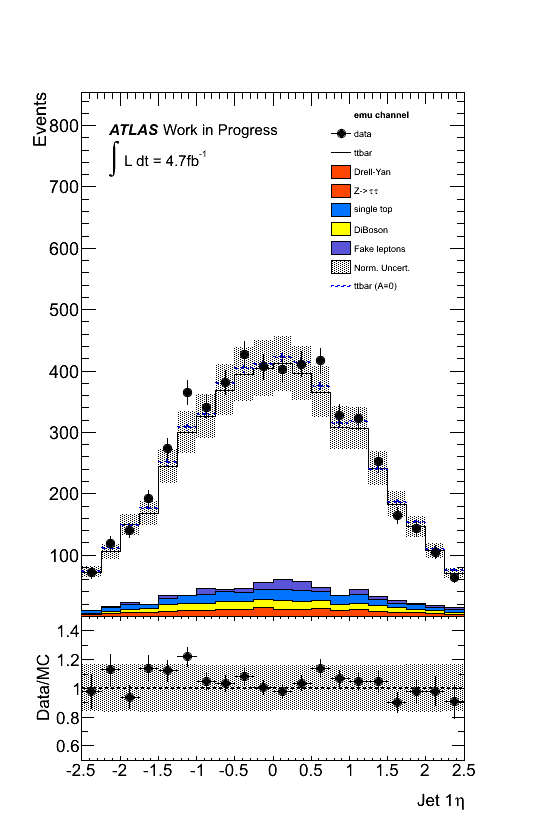 Events
800
700
600
500
400
300
200
100
ATLAS Work in Progress
∫ L dt = 4.7fb⁻¹
emu channel
data
ttbar
Drell-Yan
Z->ττ
single top
DiBoson
Fake leptons
Norm. Uncert.
ttbar (A=0)
Data/MC
1.4
1.2
1
0.8
0.6
-2.5 -2 -1.5 -1 -0.5 0 0.5 1 1.5 2 2.5
Jet 1η